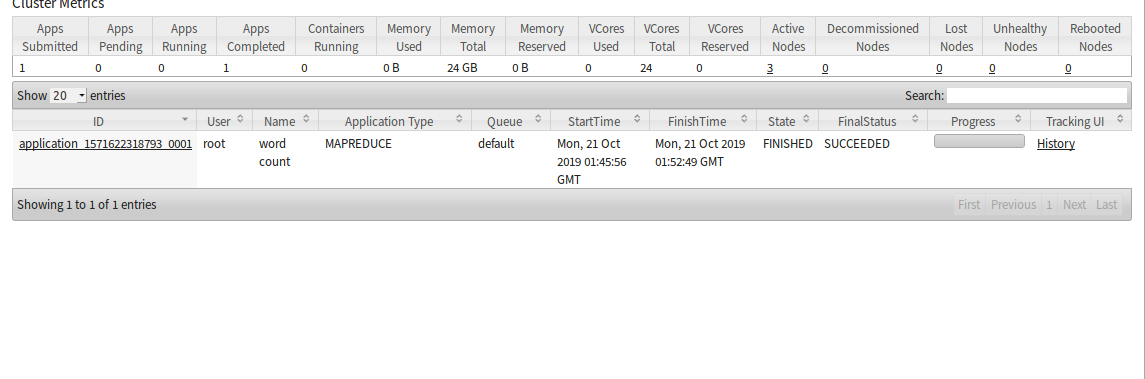 Cluster Metrics
Apps Submitted Apps Pending Apps Running Apps Completed Containers Running Memory Used Memory Total Memory Reserved VCores Used VCores Total VCores Reserved Active Nodes Decommissioned Nodes Lost Nodes Unhealthy Nodes Rebooted Nodes
1 0 0 1 0 0 B 24 GB 0 B 0 24 0 3 0 0 0 0
Show 20 entries Search:
ID User Name Application Type Queue StartTime FinishTime State FinalStatus Progress Tracking UI
application_1571622318793_0001 root word count MAPREDUCE default Mon, 21 Oct 2019 01:45:56 GMT Mon, 21 Oct 2019 01:52:49 GMT FINISHED SUCCEEDED History
Showing 1 to 1 of 1 entries First Previous 1 Next Last